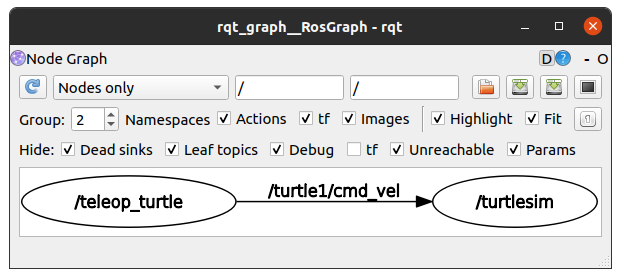 rqt_graph__RosGraph - rqt
Node Graph D ? - O
Nodes only / /
Group: 2 Namespaces Actions tf Images Highlight Fit
Hide: Dead sinks Leaf topics Debug tf Unreachable Params
/teleop_turtle /turtle1/cmd_vel /turtlesim